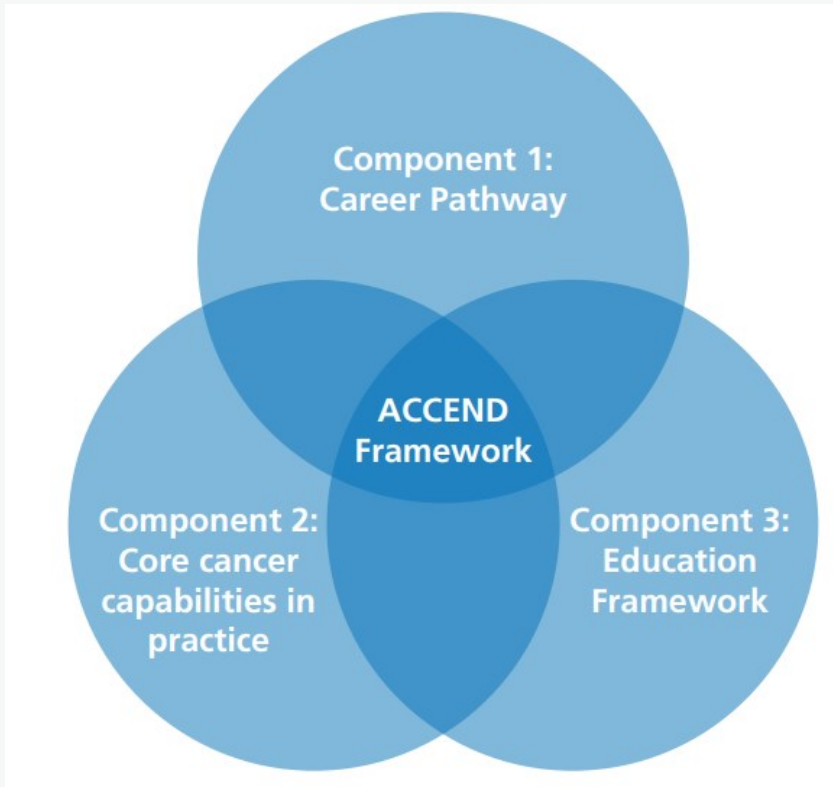 Component 1:
Career Pathway
ACCEND
Framework
Component 2:
Core cancer
capabilities in
practice
Component 3:
Education
Framework